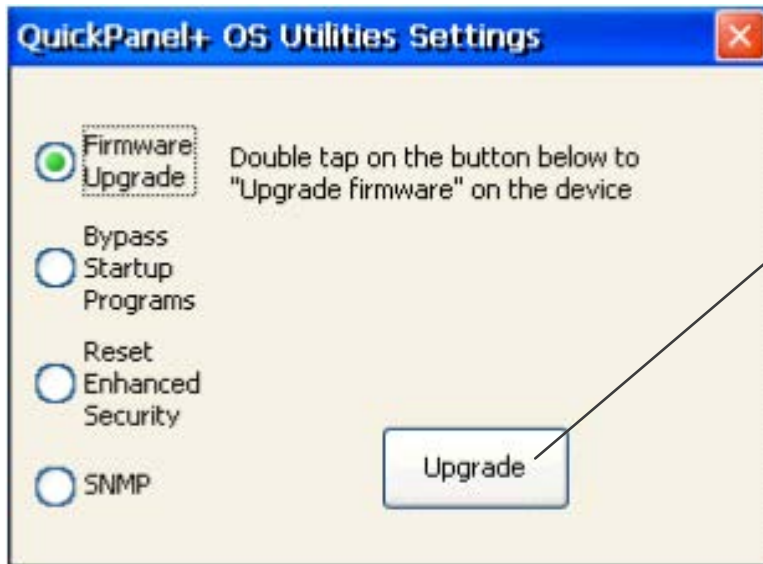 QuickPanel+ OS Utilities Settings
Firmware
Upgrade
Double tap on the button below to
"Upgrade firmware" on the device
Bypass
Startup
Programs
Reset
Enhanced
Security
SNMP
Upgrade